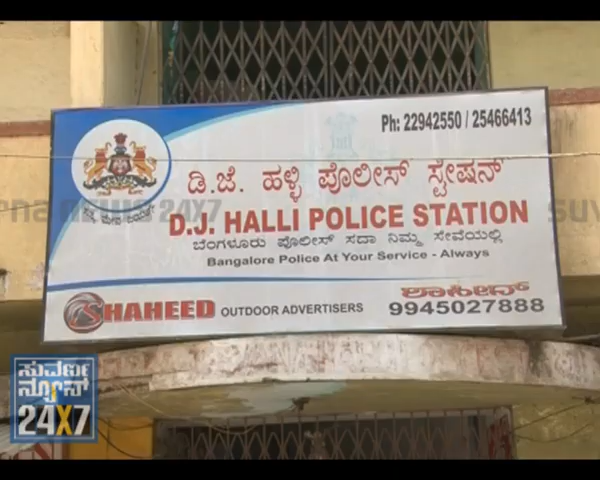 Ph: 22942550 / 25466413
ಡಿ.ಜೆ. ಹಳ್ಳಿ ಪೊಲೀಸ್ ಸ್ಟೇಷನ್
D.J. HALLI POLICE STATION
ಬೆಂಗಳೂರು ಪೊಲೀಸ್ ಸದಾ ನಿಮ್ಮ ಸೇವೆಯಲ್ಲಿ
Bangalore Police At Your Service - Always
SHAHEED OUTDOOR ADVERTISERS
9945027888
ಸುವರ್ಣ
ನ್ಯೂಸ್
24X7